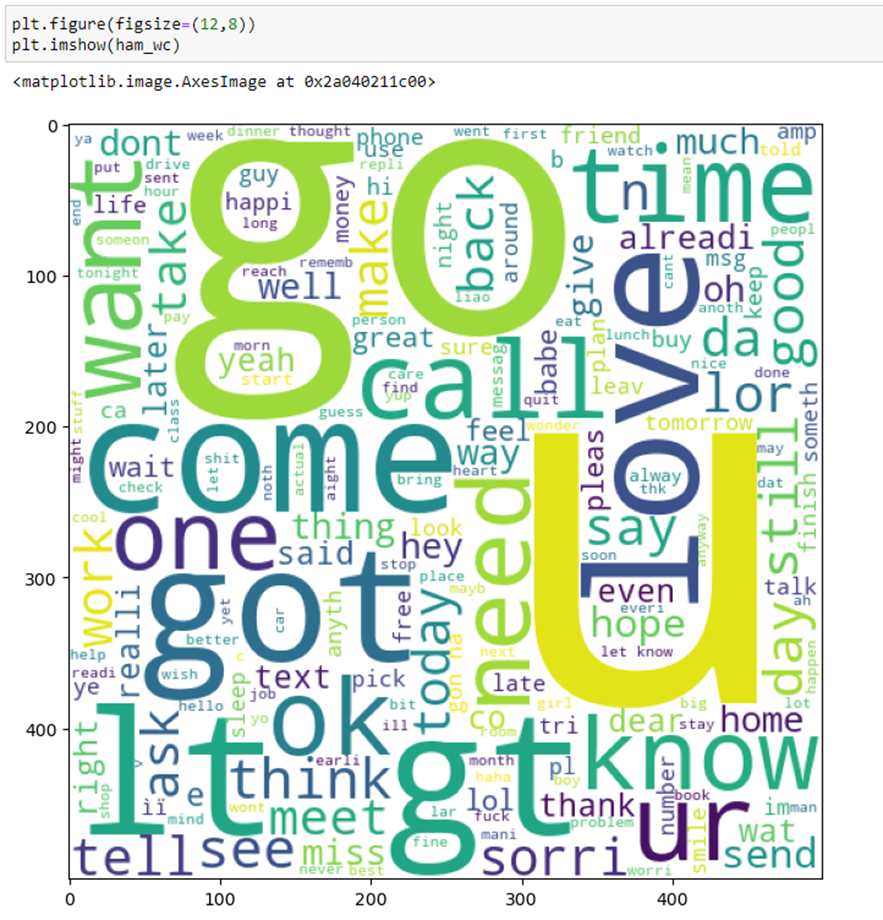 plt.figure(figsize=(12,8))
plt.imshow(ham_wc)
<matplotlib.image.AxesImage at 0x2a040211c00>
0
100
200
300
400
ya dont week dinner thought phone went first friend much amp
put drive use repli b watch told
want sent hour guy hi time n mean
life take happi long money make go back night around alreadi peopl
end someon tonight reach rememb well liao give love cant msg oh keep good
pay person eat anoth
later morn yeah start great sure call babe plan lunch buy da nice done
stuff ca class guess care find yup messag quit leav lor someth
might come feel wonder tomorrow
wait shit let check noth actual aight bring way heart pleas u alway thk may dat still finish
cool one thing look need say anyway
work said hey stop soon
realli got yet car anyth free today place mayb even everi talk ah
help better hope day happen
readi ye wish c text pick gon na next late let know
hello sleep job yo ok bit ill co room girl tri dear big stay home lot
right lt ask v earli gt month haha pl boy know number book
shop ìï e wont think lol fuck thank ur im man
mind meet lar mani problem smile wat
tell see miss never best fine sorri worri send
0
100
200
300
400